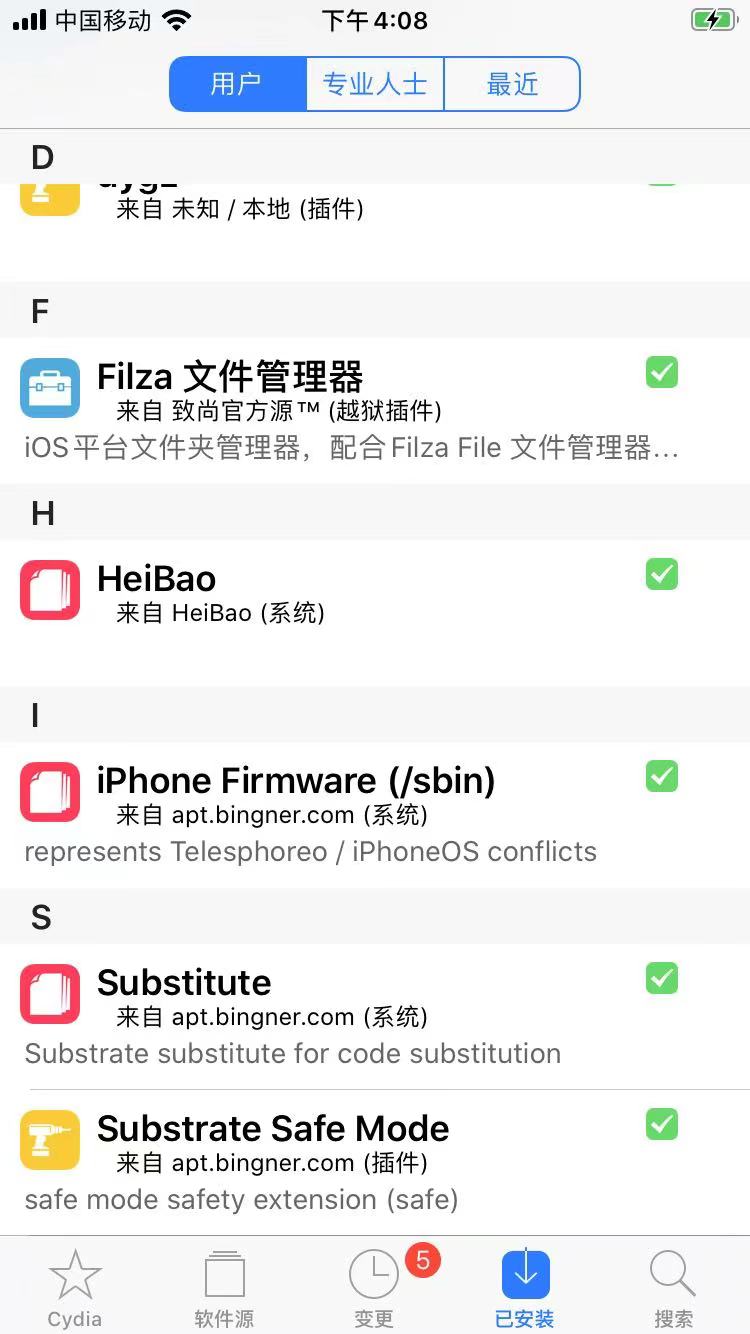 中国移动 下午4:08
用户 专业人士 最近
D
来自 未知 / 本地 (插件)
F
Filza 文件管理器
来自 致尚官方源™ (越狱插件)
iOS平台文件夹管理器，配合Filza File 文件管理器...
H
HeiBao
来自 HeiBao (系统)
I
iPhone Firmware (/sbin)
来自 apt.bingner.com (系统)
represents Telesphoreo / iPhoneOS conflicts
S
Substitute
来自 apt.bingner.com (系统)
Substrate substitute for code substitution
Substrate Safe Mode
来自 apt.bingner.com (插件)
safe mode safety extension (safe)
5
Cydia 软件源 变更 已安装 搜索